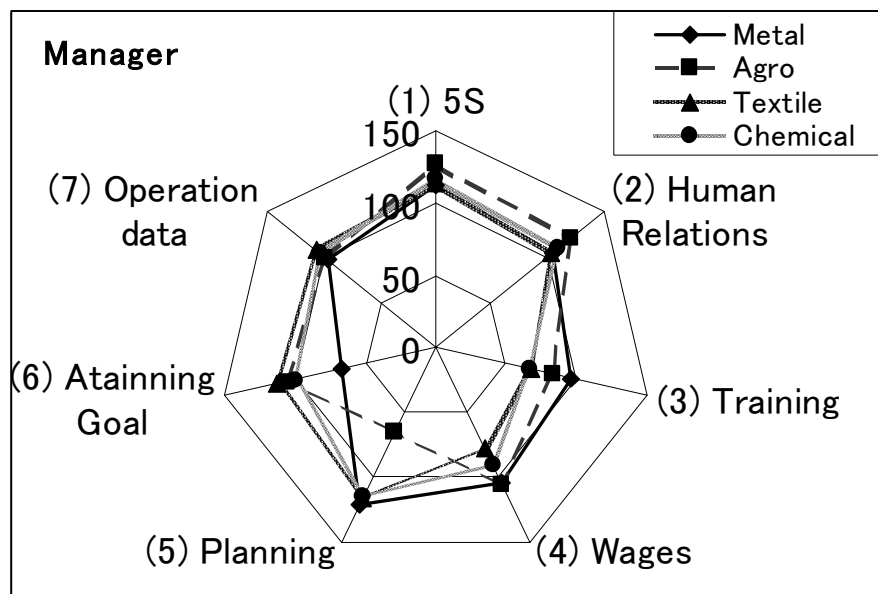 Manager
Metal
Agro
Textile
Chemical
(1) 5S
150
100
50
0
(2) Human
Relations
(3) Training
(4) Wages
(5) Planning
(6) Atainning
Goal
(7) Operation
data